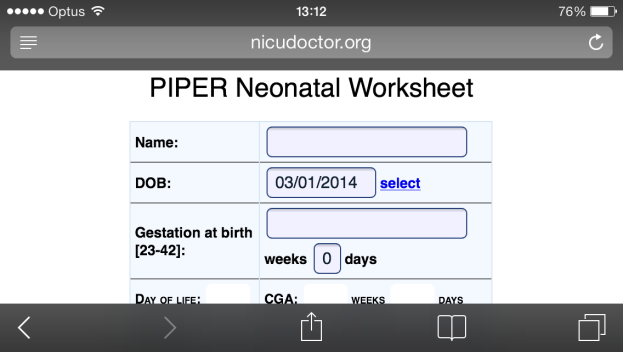 Optus 13:12 76%
nicudoctor.org
PIPER Neonatal Worksheet
Name:
DOB: 03/01/2014 select
Gestation at birth
[23-42]:
weeks 0 days
DAY OF LIFE: CGA: WEEKS DAYS